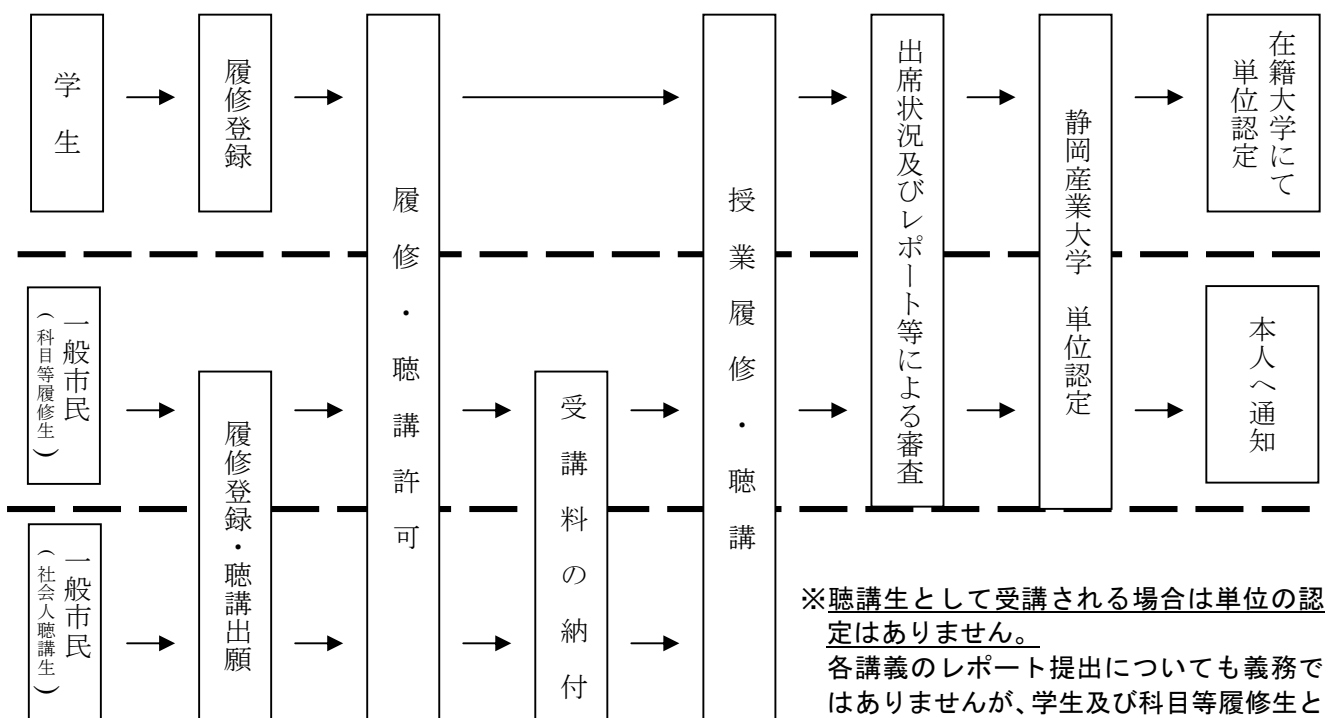 学生
履修登録
履修・聴講許可
授業履修・聴講
出席状況及びレポート等による審査
静岡産業大学　単位認定
在籍大学にて
単位認定
一般市民
（科目等履修生）
履修登録・聴講出願
受講料の納付
本人へ通知
一般市民
（社会人聴講生）
※聴講生として受講される場合は単位の認
定はありません。
各講義のレポート提出についても義務で
はありませんが、学生及び科目等履修生と